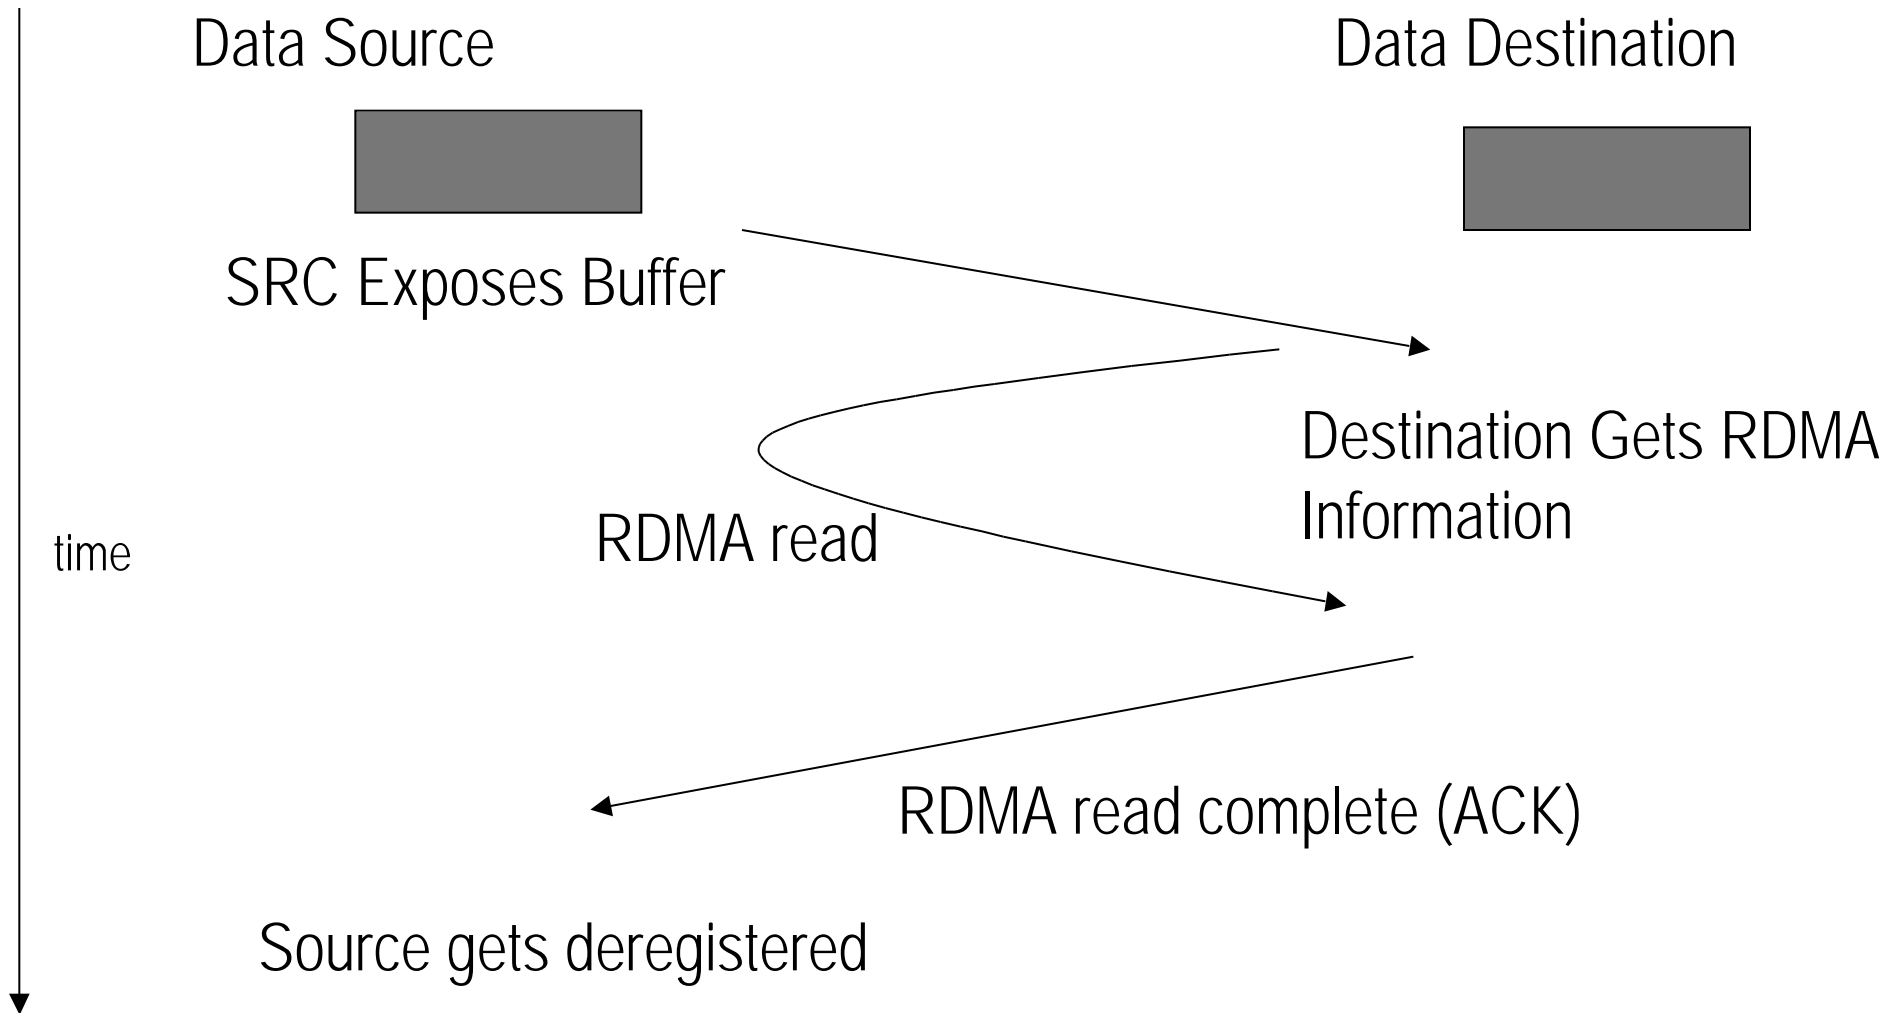 Data Source
Data Destination
SRC Exposes Buffer
Destination Gets RDMA
Information
RDMA read
time
RDMA read complete (ACK)
Source gets deregistered